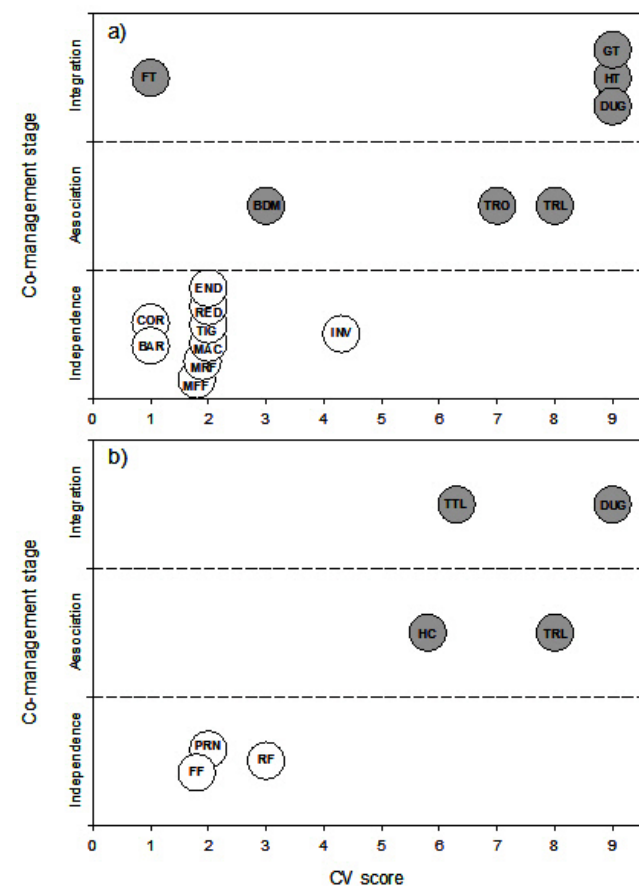 a)
Co-management stage
Integration
Association
Independence
FT
GT
HT
DUG
BDM
TRO
TRL
END
RED
TIG
MAC
MRF
MFF
COR
BAR
INV
0 1 2 3 4 5 6 7 8 9
b)
Co-management stage
Integration
Association
Independence
TTL
DUG
HC
TRL
PRN
FF
RF
0 1 2 3 4 5 6 7 8 9
CV score